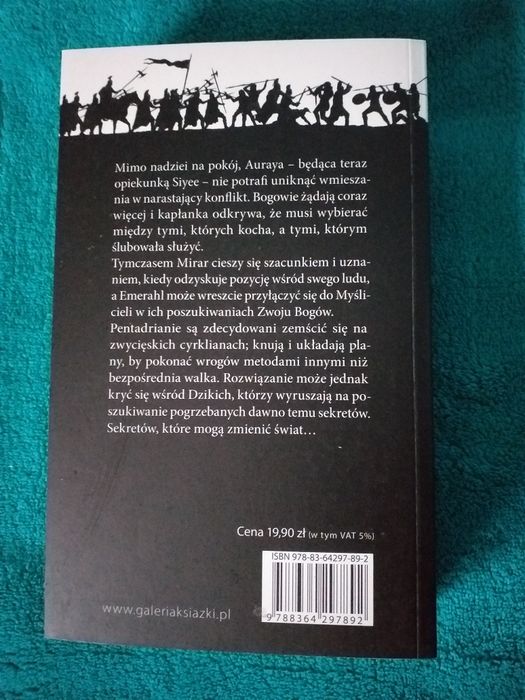 Mimo nadziei na pokój, Auraya – będąca teraz
opiekunką Siyee – nie potrafi uniknąć wmiesza-
nia w narastający konflikt. Bogowie żądają coraz
więcej i kapłanka odkrywa, że musi wybierać
między tymi, których kocha, a tymi, którym
ślubowała służyć.
Tymczasem Mirar cieszy się szacunkiem i uzna-
niem, kiedy odzyskuje pozycję wśród swego ludu,
a Emerahl może wreszcie przyłączyć się do Myśli-
cieli w ich poszukiwaniach Zwoju Bogów.
Pentadrianie są zdecydowani zemścić się na
zwycięskich cyrklianach; knują i układają pla-
ny, by pokonać wrogów metodami innymi niż
bezpośrednia walka. Rozwiązanie może jednak
kryć się wśród Dzikich, którzy wyruszają na po-
szukiwanie pogrzebanych dawno temu sekretów.
Sekretów, które mogą zmienić świat…
Cena 19,90 zł (w tym VAT 5%)
ISBN 978-83-64297-89-2
9 788364 297892
www.galeriaksiazki.pl